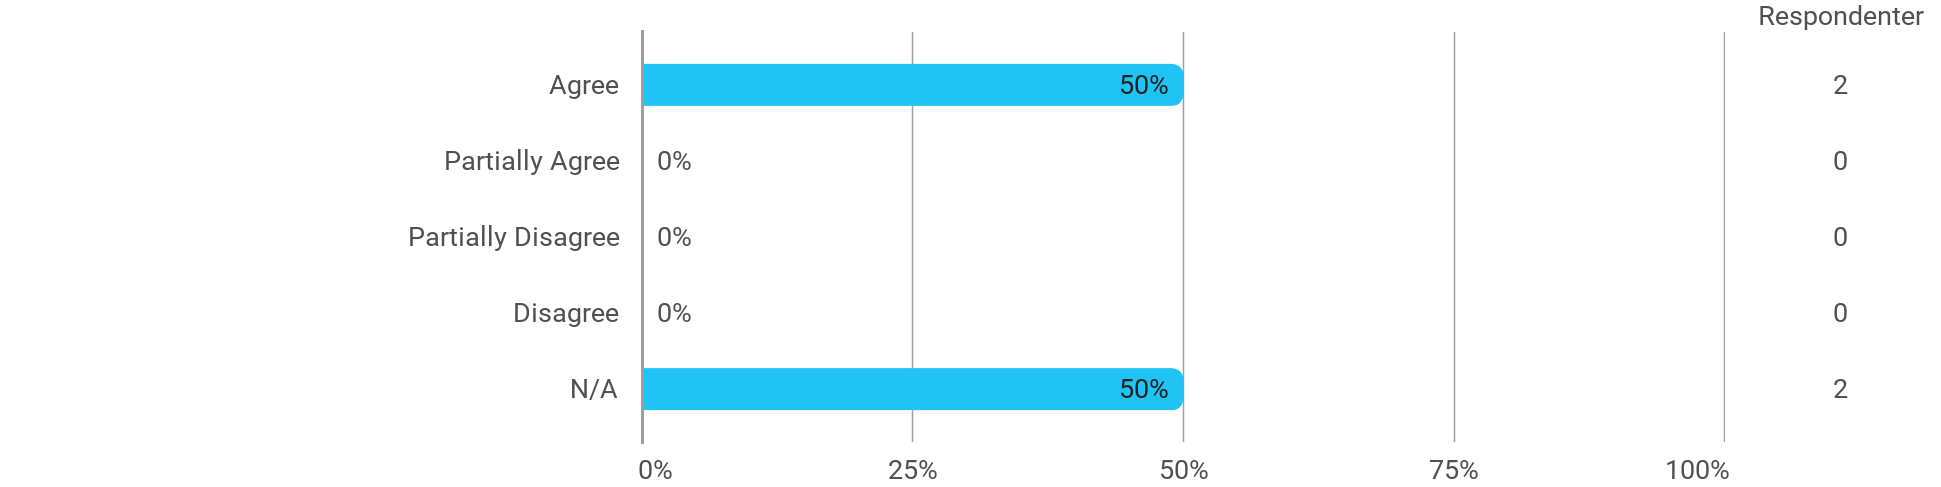 Respondenter
Agree 50% 2
Partially Agree 0% 0
Partially Disagree 0% 0
Disagree 0% 0
N/A 50% 2
0% 25% 50% 75% 100%